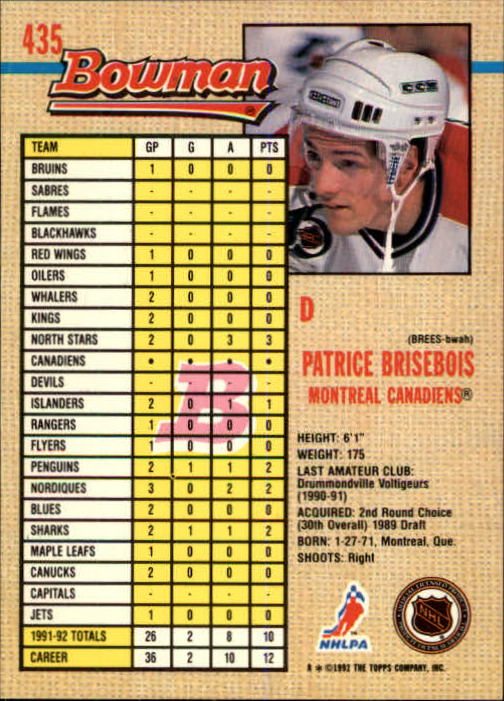 435
Bowman
CCM
TEAM GP G A PTS
BRUINS 1 0 0 0
SABRES - - - -
FLAMES - - - -
BLACKHAWKS - - - -
RED WINGS 1 0 0 0
OILERS 1 0 0 0
WHALERS 2 0 0 0
KINGS 2 0 0 0
NORTH STARS 2 0 3 3
CANADIENS • • • •
DEVILS - - - -
ISLANDERS 2 0 1 1
RANGERS 1 0 0 0
FLYERS 1 0 0 0
PENGUINS 2 1 1 2
NORDIQUES 3 0 2 2
BLUES 2 0 0 0
SHARKS 2 1 1 2
MAPLE LEAFS 1 0 0 0
CANUCKS 2 0 0 0
CAPITALS - - - -
JETS 1 0 0 0
1991-92 TOTALS 26 2 8 10
CAREER 36 2 10 12
B
D
(BREES-bwah)
PATRICE BRISEBOIS
MONTREAL CANADIENS®
HEIGHT: 6'1"
WEIGHT: 175
LAST AMATEUR CLUB:
Drummondville Voltigeurs
(1990-91)
ACQUIRED: 2nd Round Choice
(30th Overall) 1989 Draft
BORN: 1-27-71, Montreal, Que.
SHOOTS: Right
NHLPA
NHL
A * ©1992 THE TOPPS COMPANY, INC.